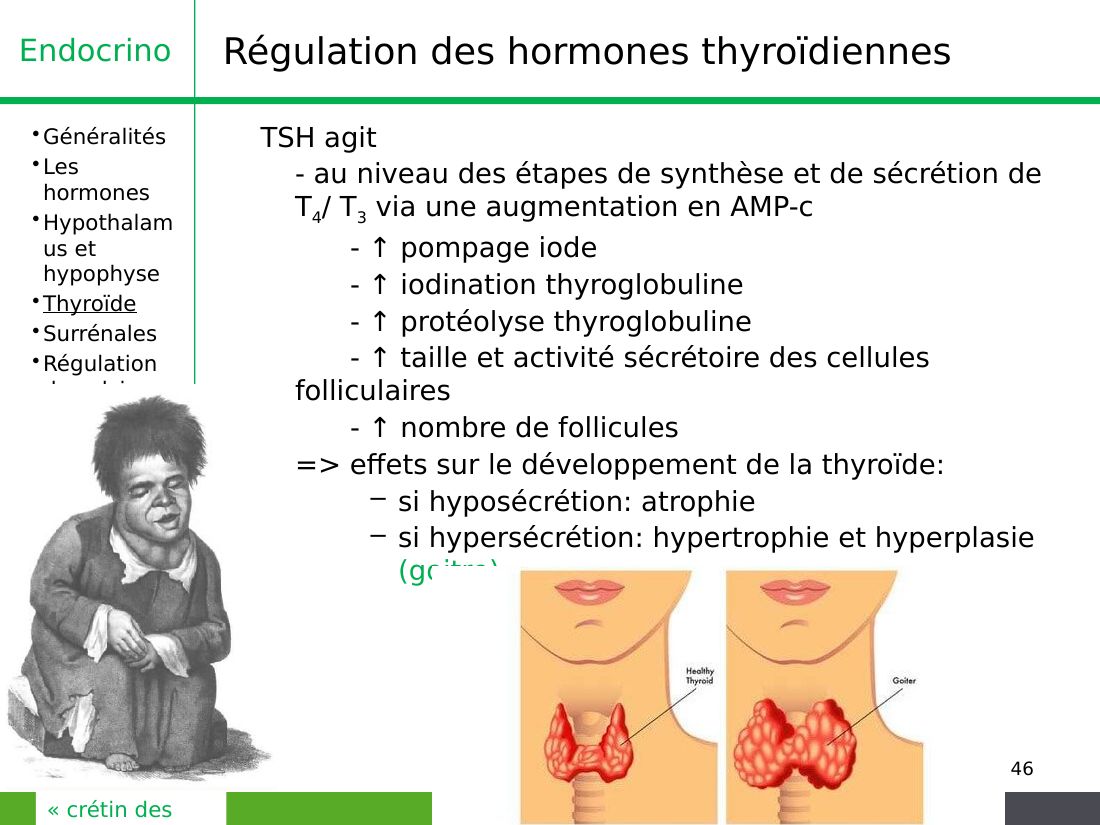 Endocrino
Régulation des hormones thyroïdiennes
•Généralités
•Les
hormones
•Hypothalam
us et
hypophyse
•Thyroïde
•Surrénales
•Régulation
TSH agit
- au niveau des étapes de synthèse et de sécrétion de
T4/ T3 via une augmentation en AMP-c
- ↑ pompage iode
- ↑ iodination thyroglobuline
- ↑ protéolyse thyroglobuline
- ↑ taille et activité sécrétoire des cellules
folliculaires
- ↑ nombre de follicules
=> effets sur le développement de la thyroïde:
– si hyposécrétion: atrophie
– si hypersécrétion: hypertrophie et hyperplasie
(goitre)
Healthy
Thyroid
Goiter
46
« crétin des